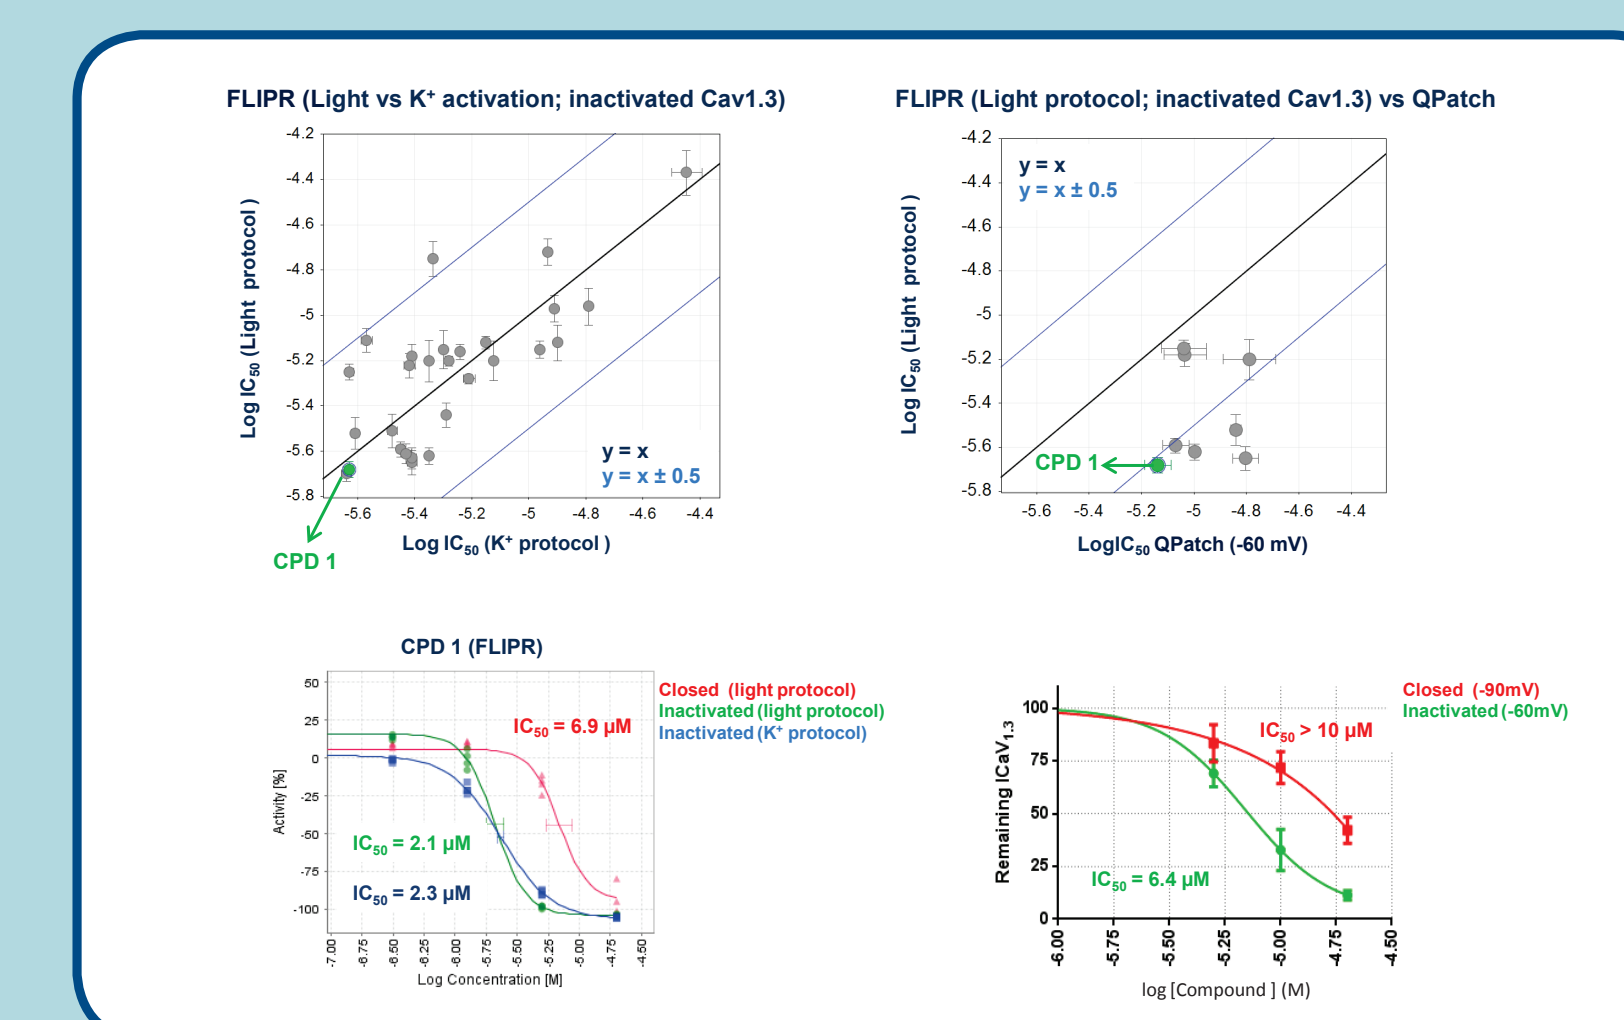 FLIPR (Light vs K⁺ activation; inactivated Cav1.3)
-4.2
-4.4
-4.6
-4.8
-5
-5.2
-5.4
-5.6
-5.8
Log IC₅₀ (Light protocol )
y = x
y = x ± 0.5
-5.6 -5.4 -5.2 -5 -4.8 -4.6 -4.4
Log IC₅₀ (K⁺ protocol )
CPD 1
FLIPR (Light protocol; inactivated Cav1.3) vs QPatch
-4.2
-4.4
-4.6
-4.8
-5
-5.2
-5.4
-5.6
-5.8
Log IC₅₀ (Light protocol )
y = x
y = x ± 0.5
CPD 1
-5.6 -5.4 -5.2 -5 -4.8 -4.6 -4.4
LogIC₅₀ QPatch (-60 mV)
CPD 1 (FLIPR)
50
25
0
-25
-50
-75
-100
Activity [%]
IC₅₀ = 6.9 µM
IC₅₀ = 2.1 µM
IC₅₀ = 2.3 µM
Closed (light protocol)
Inactivated (light protocol)
Inactivated (K⁺ protocol)
-7.00 -6.75 -6.50 -6.25 -6.00 -5.75 -5.50 -5.25 -5.00 -4.75 -4.50
Log Concentration [M]
100
75
50
25
0
Remaining ICaV₁.₃
IC₅₀ > 10 µM
IC₅₀ = 6.4 µM
Closed (-90mV)
Inactivated (-60mV)
-6.00 -5.75 -5.50 -5.25 -5.00 -4.75 -4.50
log [Compound ] (M)